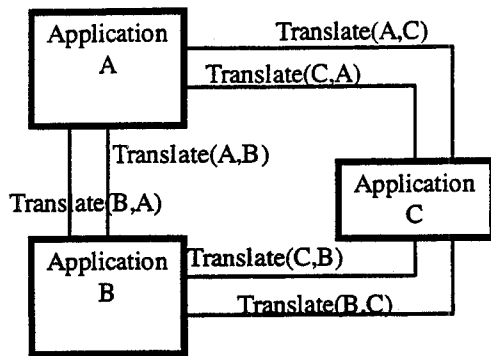 Application
A
Translate(A,C)
Translate(C,A)
Translate(A,B)
Translate(B,A)
Application
C
Application
B
Translate(C,B)
Translate(B,C)